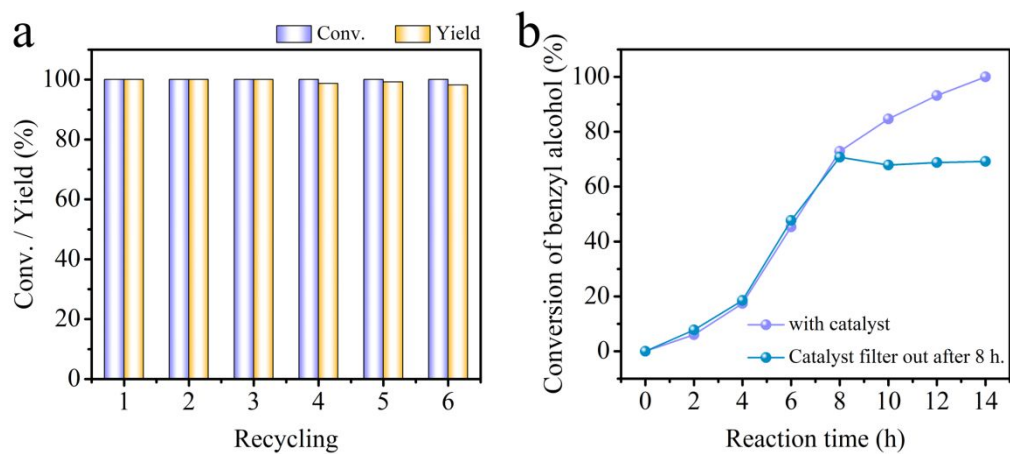 a
Conv.
Yield
Conv. / Yield (%)
100
80
60
40
20
0
1 2 3 4 5 6
Recycling
b
Conversion of benzyl alcohol (%)
100
80
60
40
20
0
with catalyst
Catalyst filter out after 8 h.
0 2 4 6 8 10 12 14
Reaction time (h)